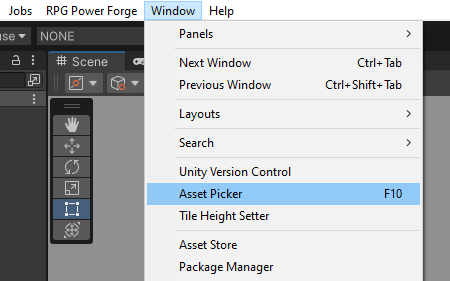 Jobs RPG Power Forge Window Help
use NONE
Scene
Panels
Next Window Ctrl+Tab
Previous Window Ctrl+Shift+Tab
Layouts
Search
Unity Version Control
Asset Picker F10
Tile Height Setter
Asset Store
Package Manager